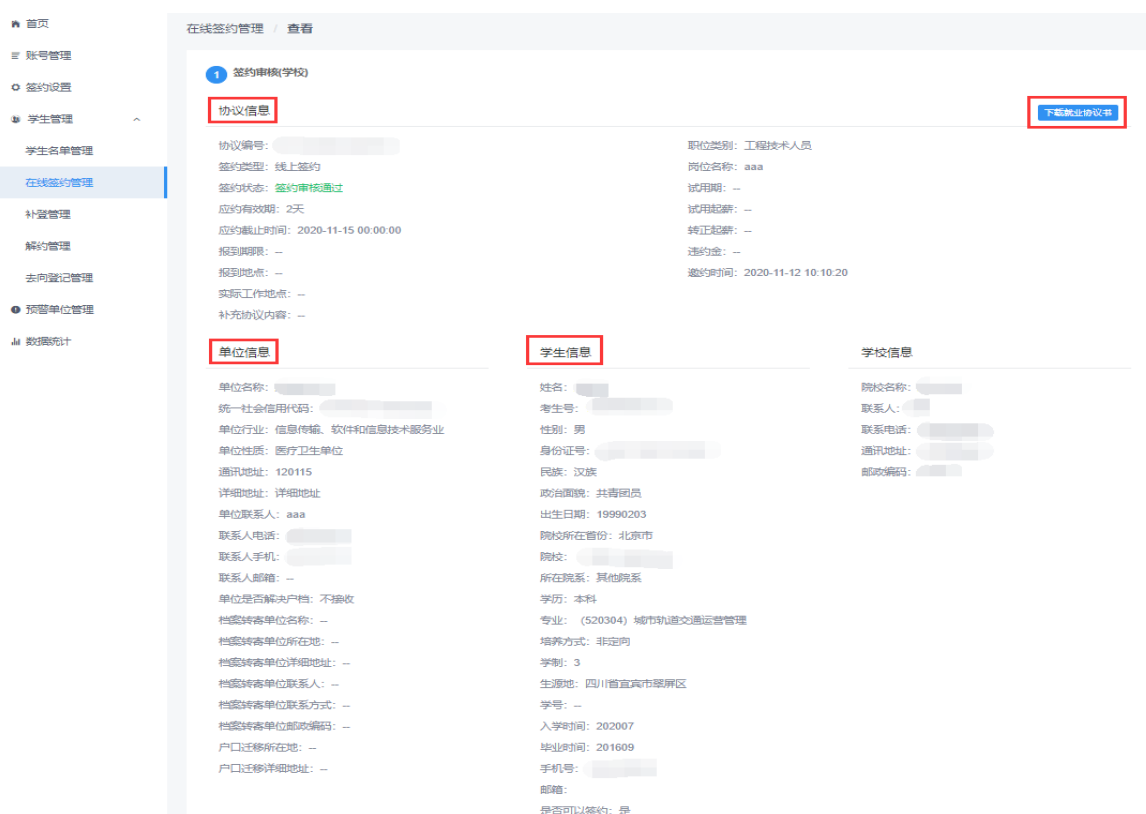 首页
账号管理
签约设置
学生管理
学生名单管理
在线签约管理
补登管理
解约管理
去向登记管理
预警单位管理
数据统计
在线签约管理 / 查看
1 签约审核(学校)
协议信息
下载就业协议书
协议编号:
签约类型: 线上签约
签约状态: 签约审核通过
应约有效期: 2天
应约截止时间: 2020-11-15 00:00:00
报到期限: --
报到地点: --
实际工作地点: --
补充协议内容: --
职位类别: 工程技术人员
岗位名称: aaa
试用期: --
试用起薪: --
转正起薪: --
违约金: --
邀约时间: 2020-11-12 10:10:20
单位信息
单位名称:
统一社会信用代码:
单位行业: 信息传输、软件和信息技术服务业
单位性质: 医疗卫生单位
通讯地址: 120115
详细地址: 详细地址
单位联系人: aaa
联系人电话:
联系人手机:
联系人邮箱: --
单位是否解决户档: 不接收
档案转寄单位名称: --
档案转寄单位所在地: --
档案转寄单位详细地址: --
档案转寄单位联系人: --
档案转寄单位联系方式: --
档案转寄单位邮政编码: --
户口迁移所在地: --
户口迁移详细地址: --
学生信息
姓名:
考生号:
性别: 男
身份证号:
民族: 汉族
政治面貌: 共青团员
出生日期: 19990203
院校所在省份: 北京市
院校:
所在院系: 其他院系
学历: 本科
专业: (520304) 城市轨道交通运营管理
培养方式: 非定向
学制: 3
生源地: 四川省宜宾市翠屏区
学号: --
入学时间: 202007
毕业时间: 201609
手机号:
邮箱:
是否可以签约: 是
学校信息
院校名称:
联系人:
联系电话:
通讯地址:
邮政编码: